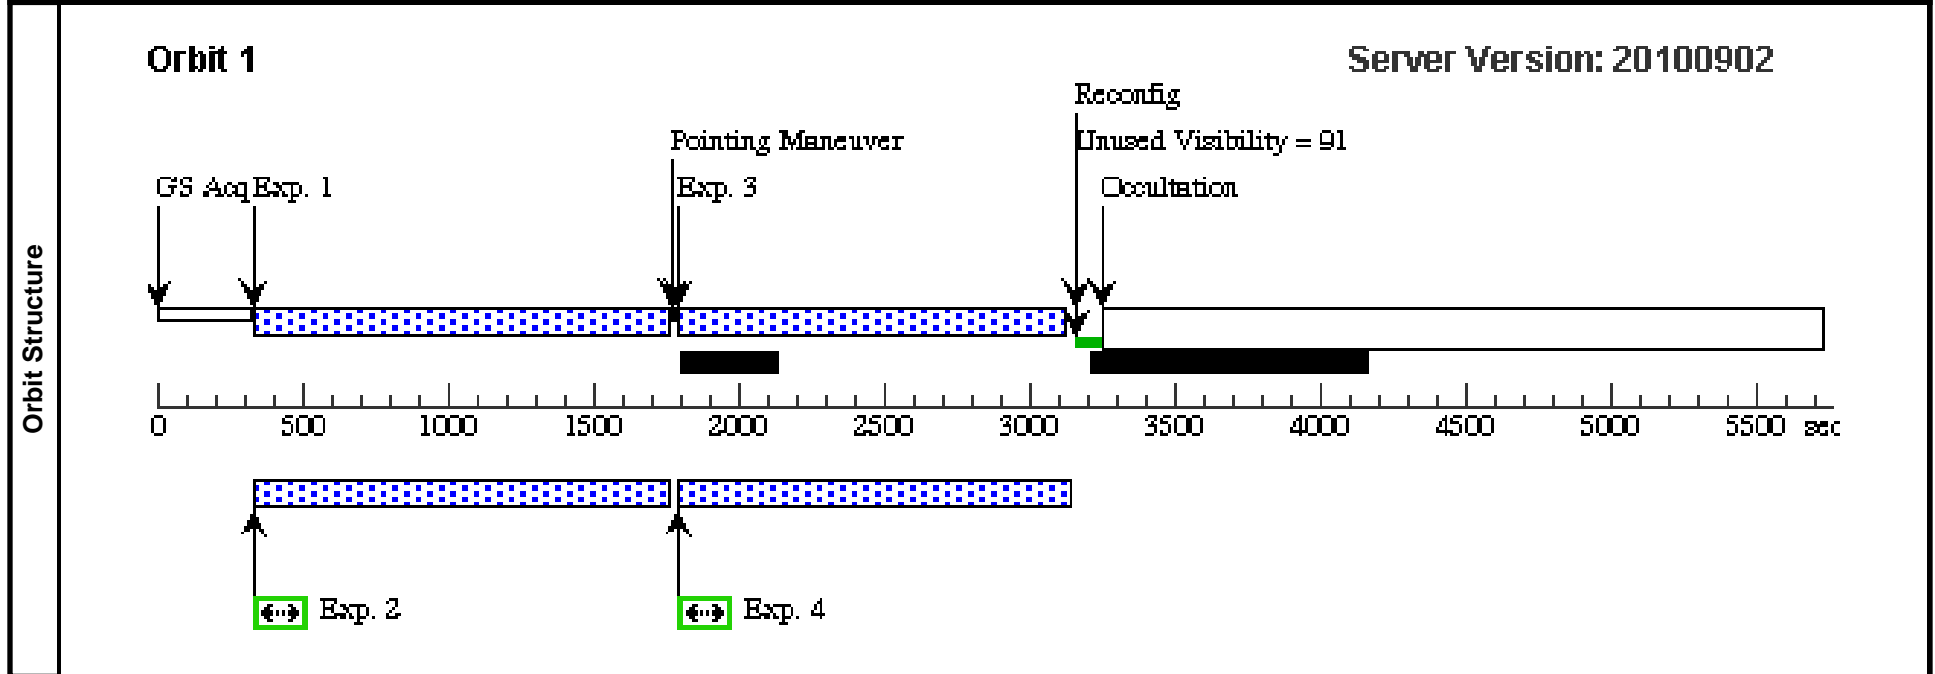 Orbit 1
Server Version: 20100902
Reconfig
Pointing Maneuver
Unused Visibility = 91
GS Acq
Exp. 1
Exp. 3
Occultation
Orbit Structure
0 500 1000 1500 2000 2500 3000 3500 4000 4500 5000 5500 sec
Exp. 2
Exp. 4